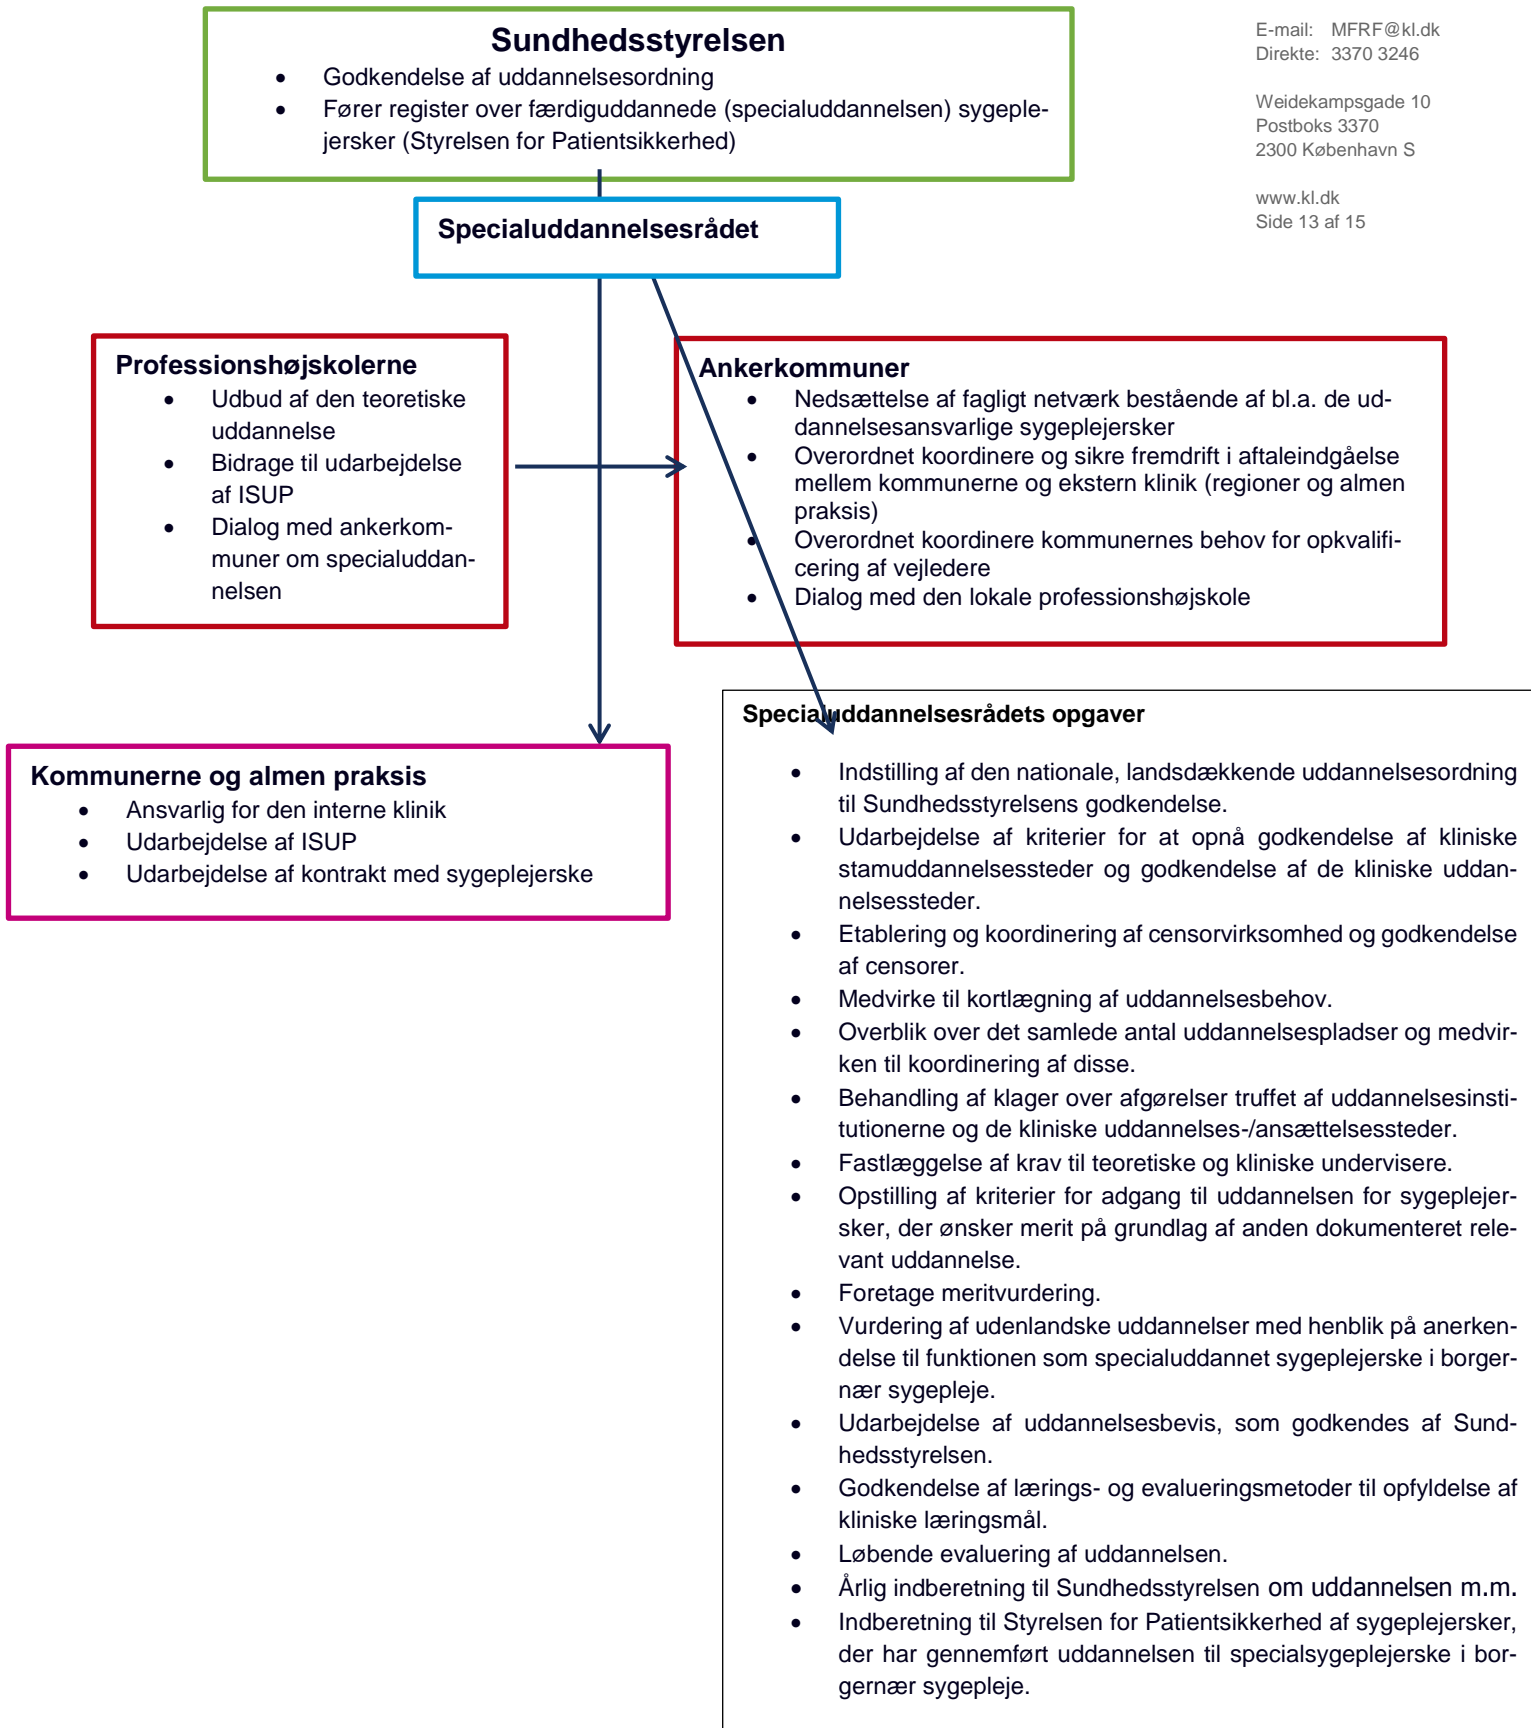 Sundhedsstyrelsen
• Godkendelse af uddannelsesordning
• Fører register over færdiguddannede (specialuddannelsen) sygeple-
jersker (Styrelsen for Patientsikkerhed)
E-mail: MFRF@kl.dk
Direkte: 3370 3246
Weidekampsgade 10
Postboks 3370
2300 København S
www.kl.dk
Side 13 af 15
Specialuddannelsesrådet
Professionshøjskolerne
• Udbud af den teoretiske
uddannelse
• Bidrage til udarbejdelse
af ISUP
• Dialog med ankerkom-
muner om specialuddan-
nelsen
Ankerkommuner
• Nedsættelse af fagligt netværk bestående af bl.a. de ud-
dannelsesansvarlige sygeplejersker
• Overordnet koordinere og sikre fremdrift i aftaleindgåelse
mellem kommunerne og ekstern klinik (regioner og almen
praksis)
• Overordnet koordinere kommunernes behov for opkvalifi-
cering af vejledere
• Dialog med den lokale professionshøjskole
Kommunerne og almen praksis
• Ansvarlig for den interne klinik
• Udarbejdelse af ISUP
• Udarbejdelse af kontrakt med sygeplejerske
Specialuddannelsesrådets opgaver
• Indstilling af den nationale, landsdækkende uddannelsesordning
til Sundhedsstyrelsens godkendelse.
• Udarbejdelse af kriterier for at opnå godkendelse af kliniske
stamuddannelsessteder og godkendelse af de kliniske uddan-
nelsessteder.
• Etablering og koordinering af censorvirksomhed og godkendelse
af censorer.
• Medvirke til kortlægning af uddannelsesbehov.
• Overblik over det samlede antal uddannelsespladser og medvir-
ken til koordinering af disse.
• Behandling af klager over afgørelser truffet af uddannelsesinsti-
tutionerne og de kliniske uddannelses-/ansættelsessteder.
• Fastlæggelse af krav til teoretiske og kliniske undervisere.
• Opstilling af kriterier for adgang til uddannelsen for sygeplejer-
sker, der ønsker merit på grundlag af anden dokumenteret rele-
vant uddannelse.
• Foretage meritvurdering.
• Vurdering af udenlandske uddannelser med henblik på anerken-
delse til funktionen som specialuddannet sygeplejerske i borger-
nær sygepleje.
• Udarbejdelse af uddannelsesbevis, som godkendes af Sund-
hedsstyrelsen.
• Godkendelse af lærings- og evalueringsmetoder til opfyldelse af
kliniske læringsmål.
• Løbende evaluering af uddannelsen.
• Årlig indberetning til Sundhedsstyrelsen om uddannelsen m.m.
• Indberetning til Styrelsen for Patientsikkerhed af sygeplejersker,
der har gennemført uddannelsen til specialsygeplejerske i bor-
gernær sygepleje.